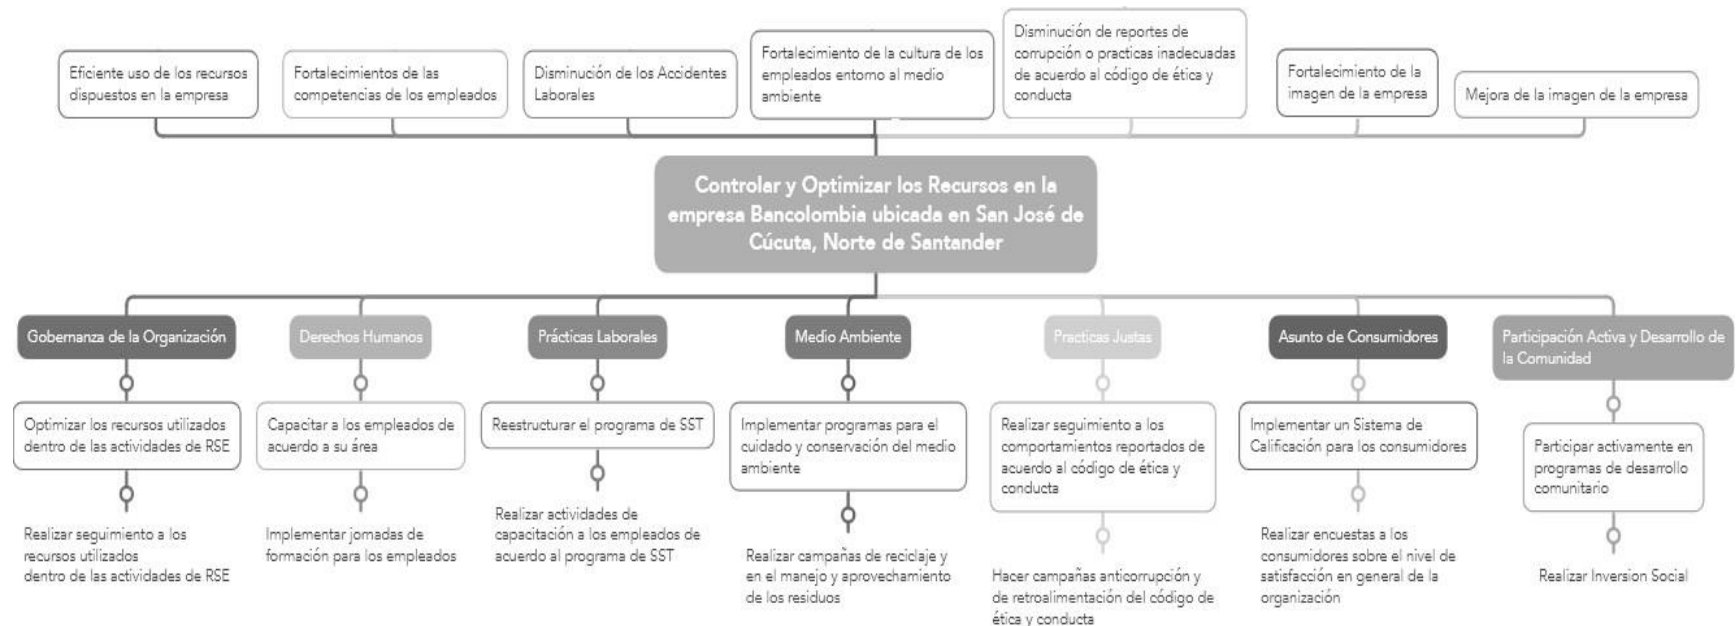 Eficiente uso de los recursos
dispuestos en la empresa
Fortalecimientos de las
competencias de los empleados
Disminución de los Accidentes
Laborales
Fortalecimiento de la cultura de los
empleados entorno al medio
ambiente
Disminución de reportes de
corrupción o practicas inadecuadas
de acuerdo al código de ética y
conducta
Fortalecimiento de la
imagen de la empresa
Mejora de la imagen de la empresa
Controlar y Optimizar los Recursos en la
empresa Bancolombia ubicada en San José de
Cúcuta, Norte de Santander
Gobernanza de la Organización
Derechos Humanos
Prácticas Laborales
Medio Ambiente
Practicas Justas
Asunto de Consumidores
Participación Activa y Desarrollo de
la Comunidad
Optimizar los recursos utilizados
dentro de las actividades de RSE
Capacitar a los empleados de
acuerdo a su área
Reestructurar el programa de SST
Implementar programas para el
cuidado y conservación del medio
ambiente
Realizar seguimiento a los
comportamientos reportados de
acuerdo al código de ética y
conducta
Implementar un Sistema de
Calificación para los consumidores
Participar activamente en
programas de desarrollo
comunitario
Realizar seguimiento a los
recursos utilizados
dentro de las actividades de RSE
Implementar jornadas de
formación para los empleados
Realizar actividades de
capacitación a los empleados de
acuerdo al programa de SST
Realizar campañas de reciclaje y
en el manejo y aprovechamiento
de los residuos
Hacer campañas anticorrupción y
de retroalimentación del código de
ética y conducta
Realizar encuestas a los
consumidores sobre el nivel de
satisfacción en general de la
organización
Realizar Inversion Social